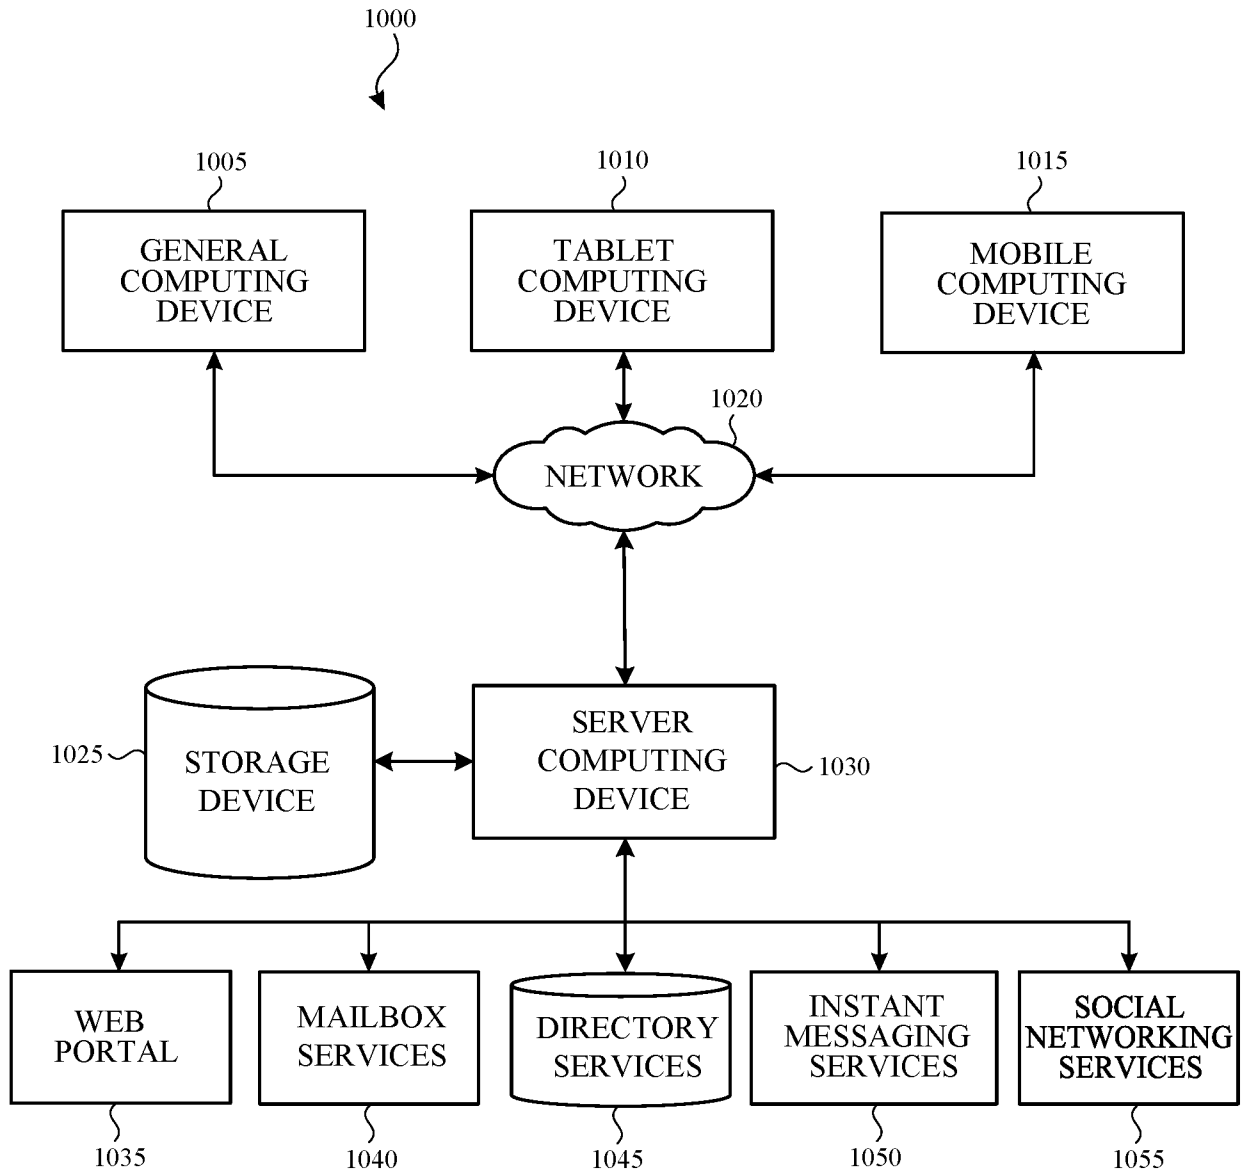 1000
1005
1010
1015
GENERAL
COMPUTING
DEVICE
TABLET
COMPUTING
DEVICE
MOBILE
COMPUTING
DEVICE
1020
NETWORK
1025
STORAGE
DEVICE
SERVER
COMPUTING
DEVICE
1030
WEB
PORTAL
MAILBOX
SERVICES
DIRECTORY
SERVICES
INSTANT
MESSAGING
SERVICES
SOCIAL
NETWORKING
SERVICES
1035
1040
1045
1050
1055